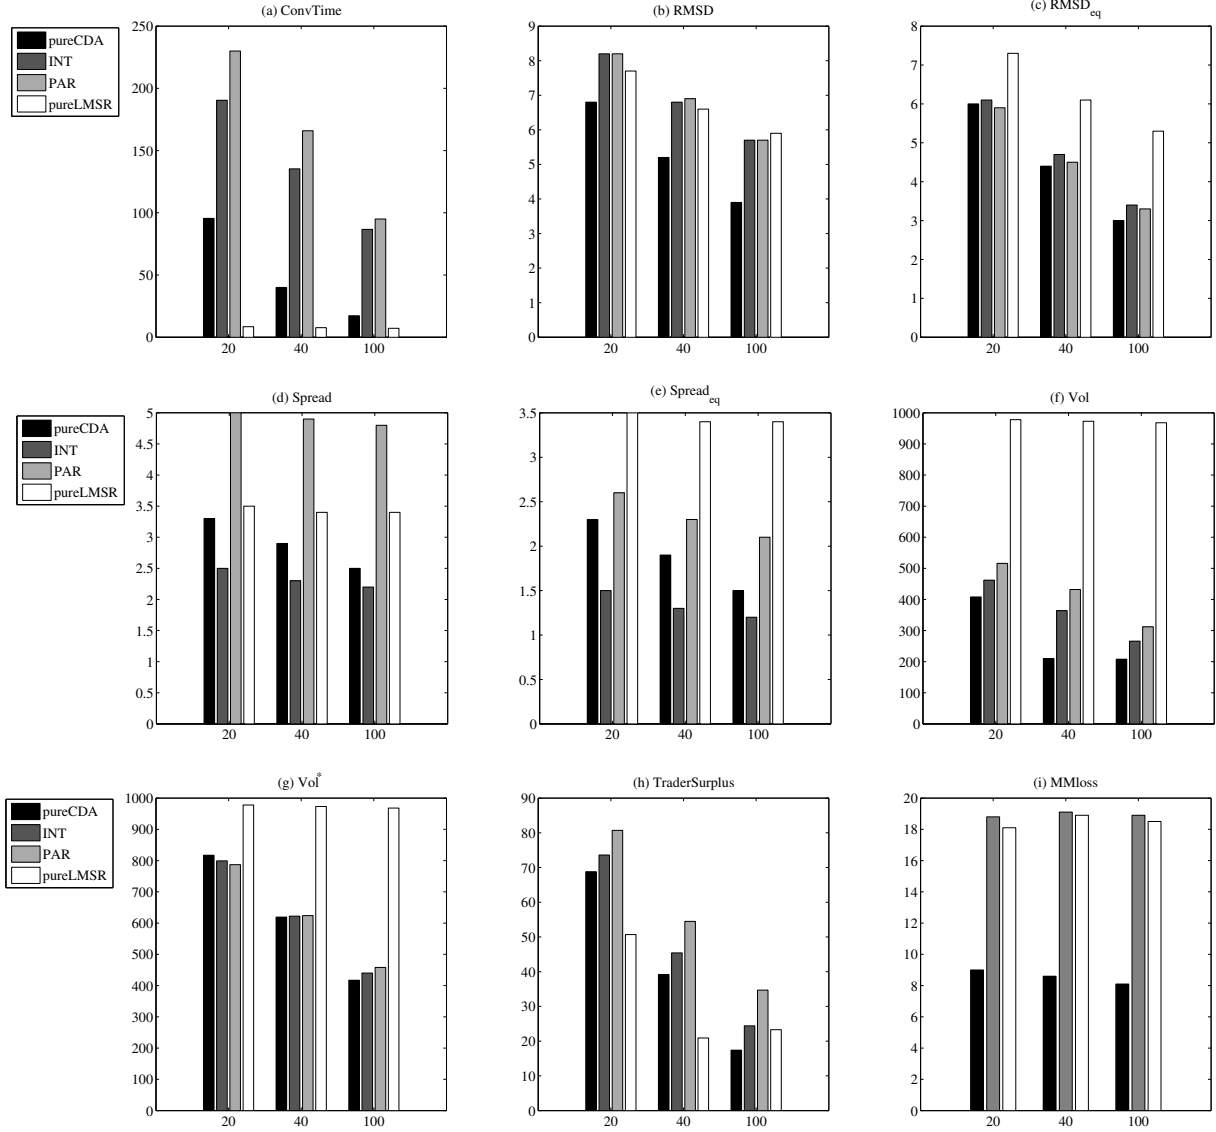 (a) ConvTime
pureCDA
INT
PAR
pureLMSR
250
200
150
100
50
0
20 40 100
(b) RMSD
9
8
7
6
5
4
3
2
1
0
20 40 100
(c) RMSD_eq
8
7
6
5
4
3
2
1
0
20 40 100
(d) Spread
pureCDA
INT
PAR
pureLMSR
5
4.5
4
3.5
3
2.5
2
1.5
1
0.5
0
20 40 100
(e) Spread_eq
3.5
3
2.5
2
1.5
1
0.5
0
20 40 100
(f) Vol
1000
900
800
700
600
500
400
300
200
100
0
20 40 100
(g) Vol*
pureCDA
INT
PAR
pureLMSR
1000
900
800
700
600
500
400
300
200
100
0
20 40 100
(h) TraderSurplus
90
80
70
60
50
40
30
20
10
0
20 40 100
(i) MMloss
20
18
16
14
12
10
8
6
4
2
0
20 40 100